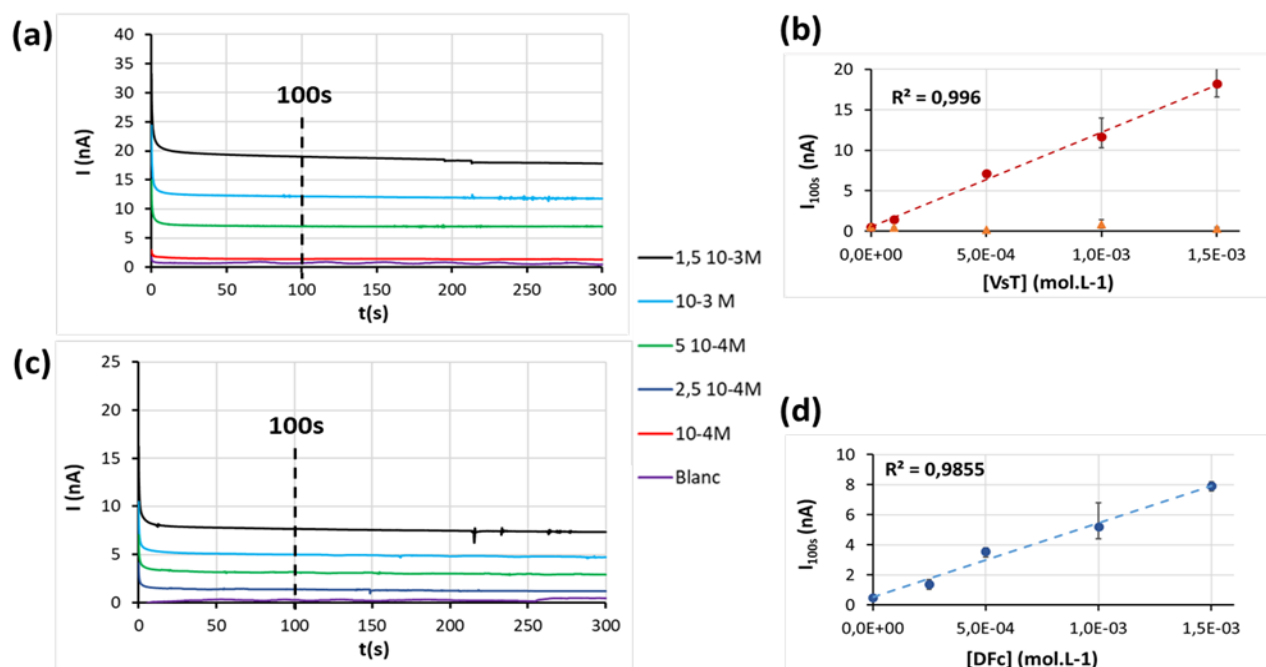 (a)
40
35
30
25
20
15
10
5
0
I (nA)
100s
0 50 100 150 200 250 300
t(s)
(b)
20
15
10
5
0
I100s (nA)
R² = 0,996
0,0E+00 5,0E-04 1,0E-03 1,5E-03
[VsT] (mol.L-1)
1,5 10-3M
10-3 M
5 10-4M
2,5 10-4M
10-4M
Blanc
(c)
25
20
15
10
5
0
I (nA)
100s
0 50 100 150 200 250 300
t(s)
(d)
10
8
6
4
2
0
I100s (nA)
R² = 0,9855
0,0E+00 5,0E-04 1,0E-03 1,5E-03
[DFc] (mol.L-1)